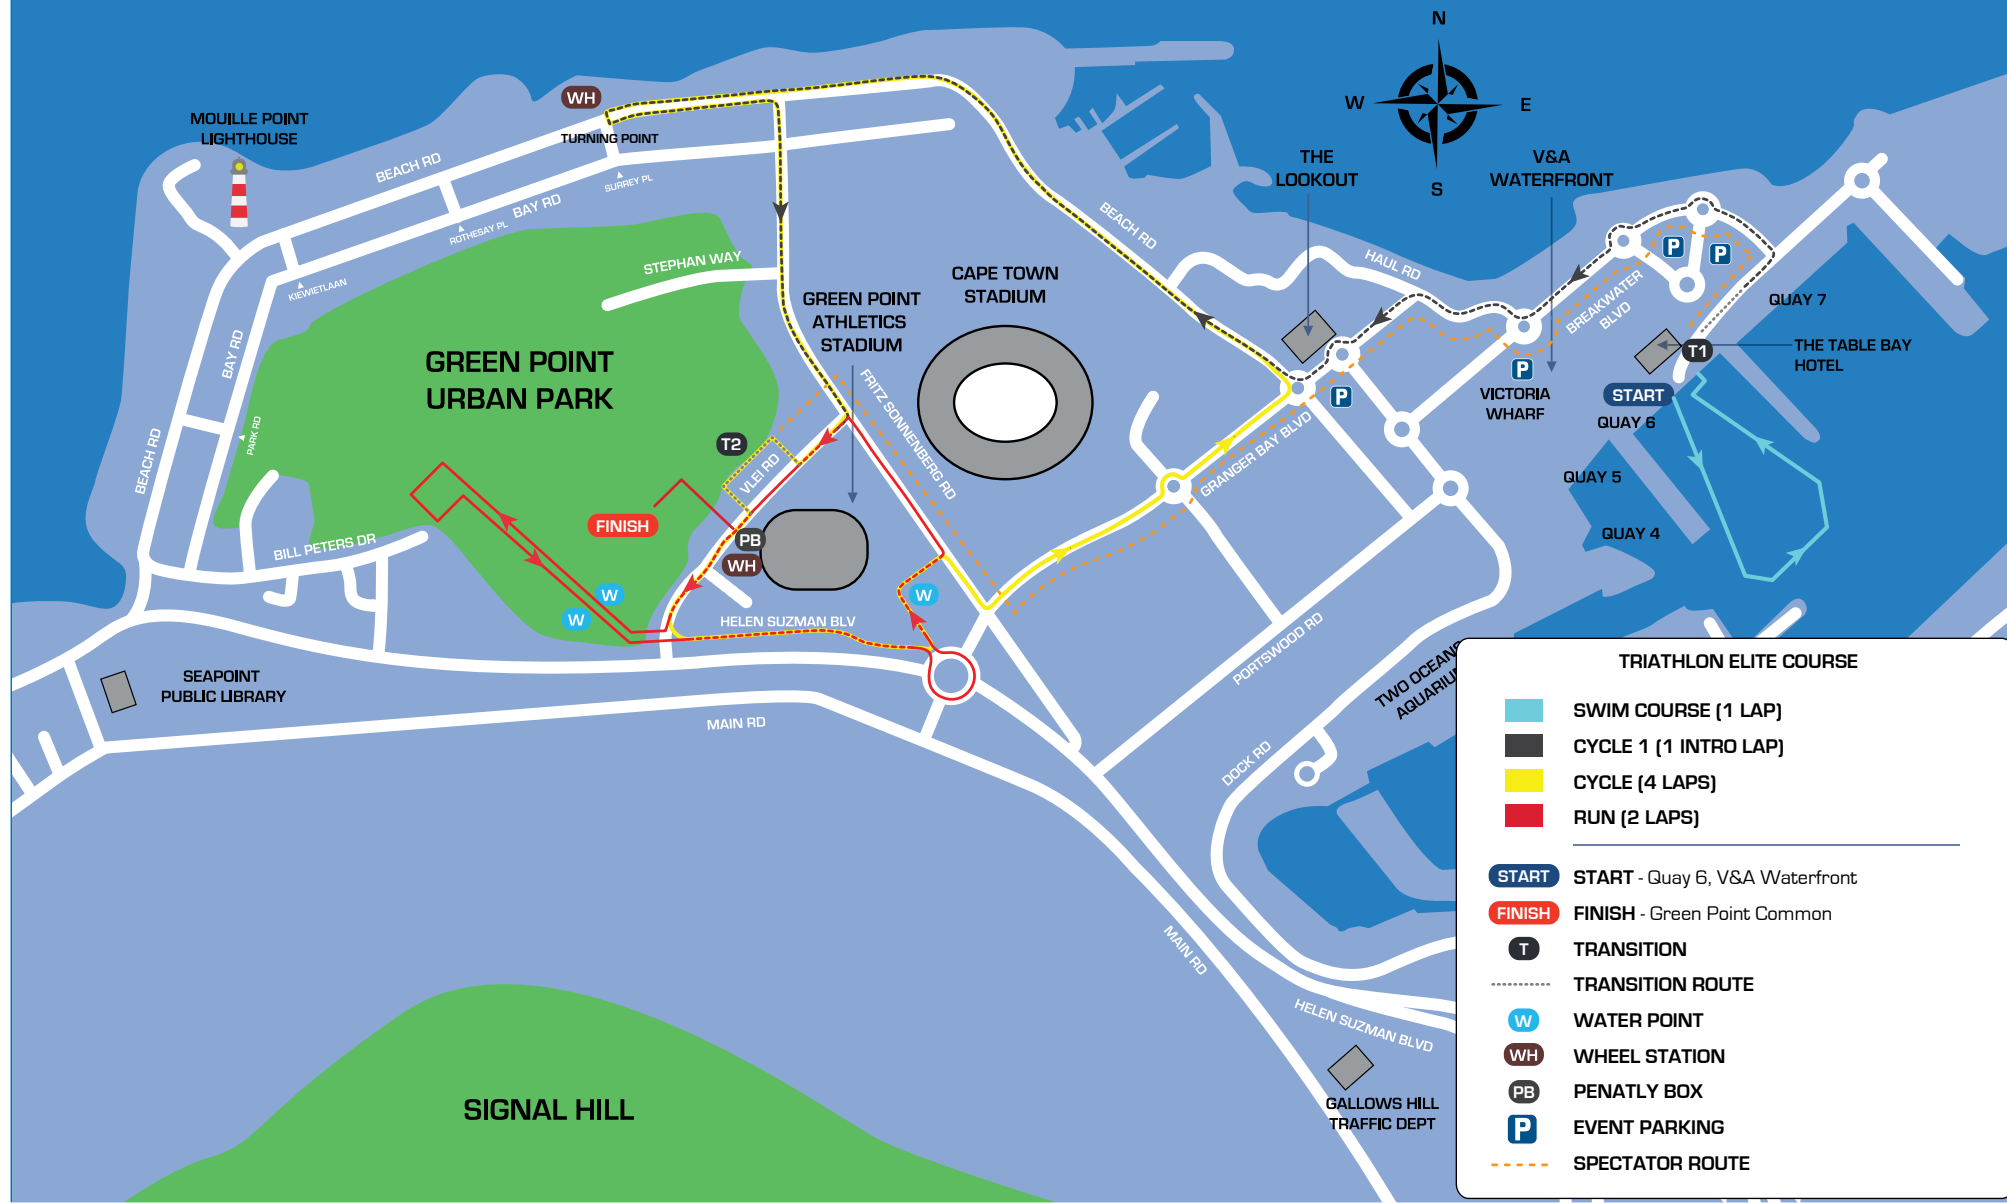 N
W
E
S
MOUILLE POINT
LIGHTHOUSE
WH
TURNING POINT
BEACH RD
BAY RD
SURREY PL
ROTHESAY PL
KIEWIETLAAN
STEPHAN WAY
GREEN POINT
URBAN PARK
GREEN POINT
ATHLETICS
STADIUM
CAPE TOWN
STADIUM
BEACH RD
HAUL RD
THE
LOOKOUT
V&A
WATERFRONT
P
P
BREAKWATER
BLVD
QUAY 7
THE TABLE BAY
HOTEL
T1
START
QUAY 6
QUAY 5
QUAY 4
P
VICTORIA
WHARF
P
GRANGER BAY BLVD
FRITZ SONNENBERG RD
BAY RD
PARK RD
BEACH RD
T2
VLEI RD
FINISH
PB
WH
BILL PETERS DR
W
W
W
HELEN SUZMAN BLV
SEAPOINT
PUBLIC LIBRARY
MAIN RD
PORTSWOOD RD
TWO OCEANS
AQUARIUM
DOCK RD
MAIN RD
HELEN SUZMAN BLVD
GALLOWS HILL
TRAFFIC DEPT
SIGNAL HILL
TRIATHLON ELITE COURSE
SWIM COURSE (1 LAP)
CYCLE 1 (1 INTRO LAP)
CYCLE (4 LAPS)
RUN (2 LAPS)
START START - Quay 6, V&A Waterfront
FINISH FINISH - Green Point Common
T TRANSITION
TRANSITION ROUTE
W WATER POINT
WH WHEEL STATION
PB PENATLY BOX
P EVENT PARKING
SPECTATOR ROUTE